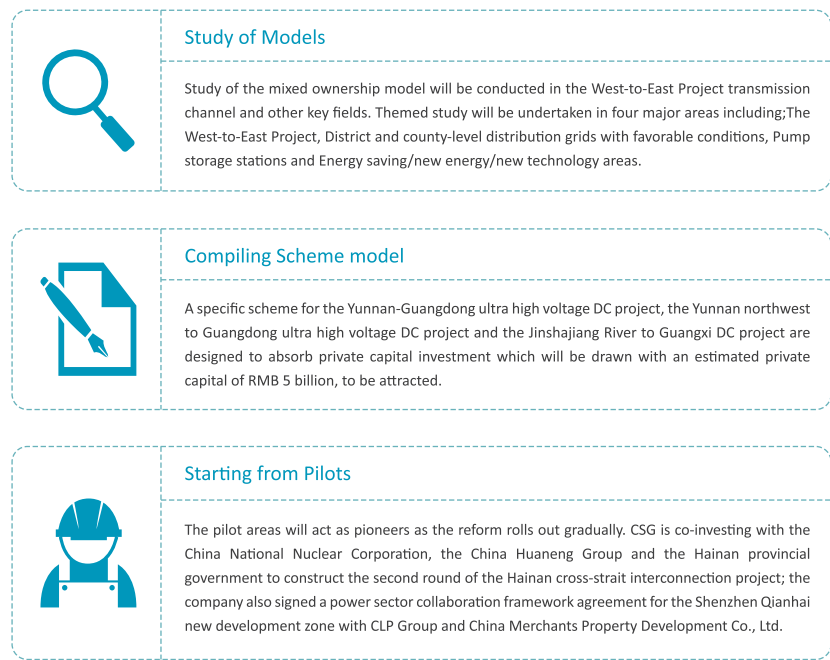 Study of Models
Study of the mixed ownership model will be conducted in the West-to-East Project transmission
channel and other key fields. Themed study will be undertaken in four major areas including;The
West-to-East Project, District and county-level distribution grids with favorable conditions, Pump
storage stations and Energy saving/new energy/new technology areas.
Compiling Scheme model
A specific scheme for the Yunnan-Guangdong ultra high voltage DC project, the Yunnan northwest
to Guangdong ultra high voltage DC project and the Jinshajiang River to Guangxi DC project are
designed to absorb private capital investment which will be drawn with an estimated private
capital of RMB 5 billion, to be attracted.
Starting from Pilots
The pilot areas will act as pioneers as the reform rolls out gradually. CSG is co-investing with the
China National Nuclear Corporation, the China Huaneng Group and the Hainan provincial
government to construct the second round of the Hainan cross-strait interconnection project; the
company also signed a power sector collaboration framework agreement for the Shenzhen Qianhai
new development zone with CLP Group and China Merchants Property Development Co., Ltd.